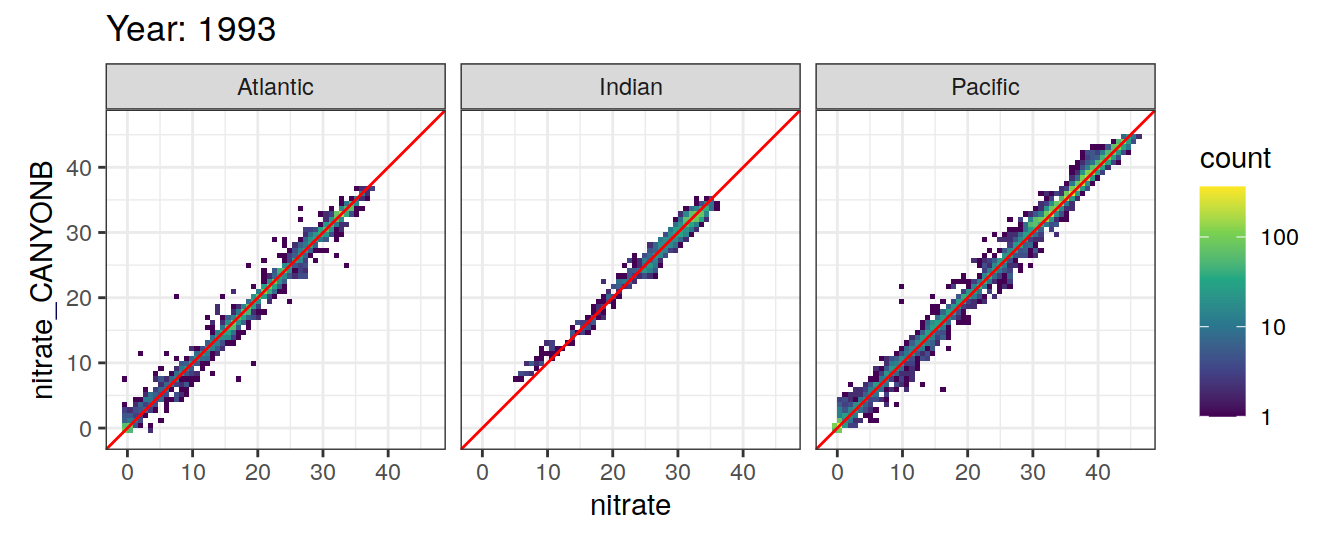 Year: 1993
Atlantic
Indian
Pacific
nitrate_CANYONB
40
30
20
10
0
0 10 20 30 40
0 10 20 30 40
0 10 20 30 40
nitrate
count
100
10
1